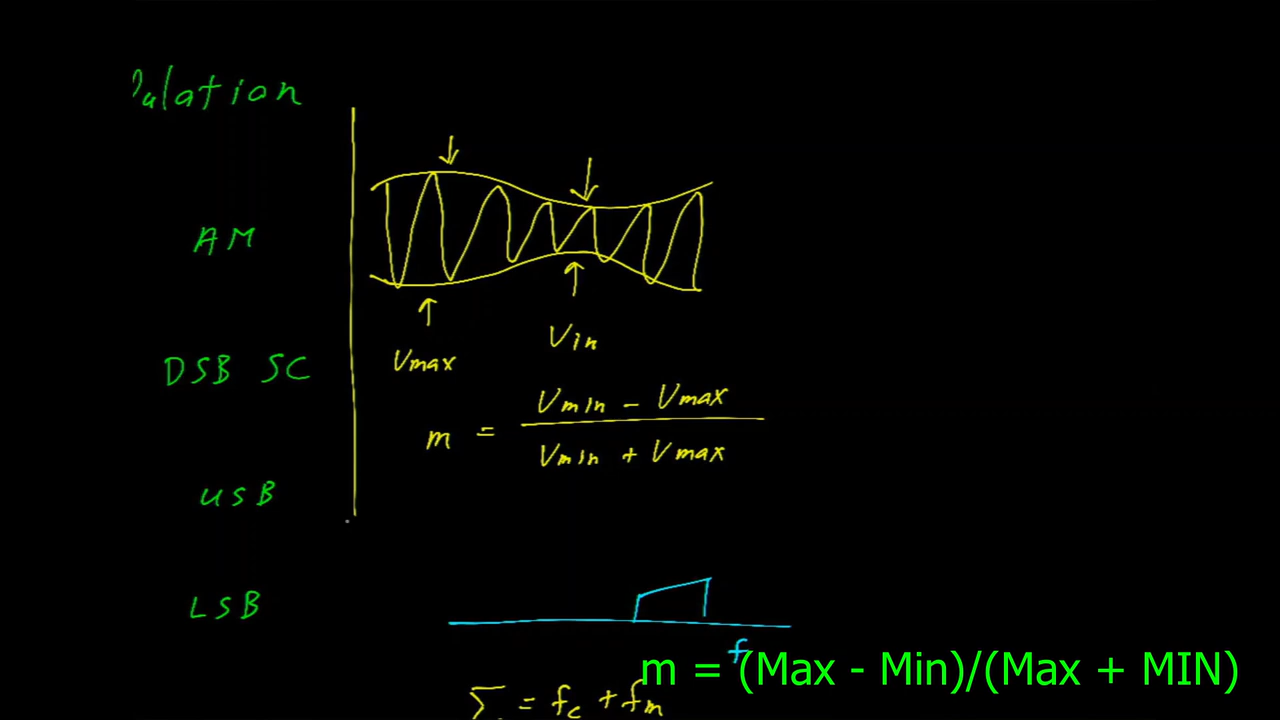 ulation
AM
DSB SC
USB
LSB
Vmax
Vin
m = Vmin - Vmax
Vmin + Vmax
f
m = (Max - Min)/(Max + MIN)
Σ = fc + fm